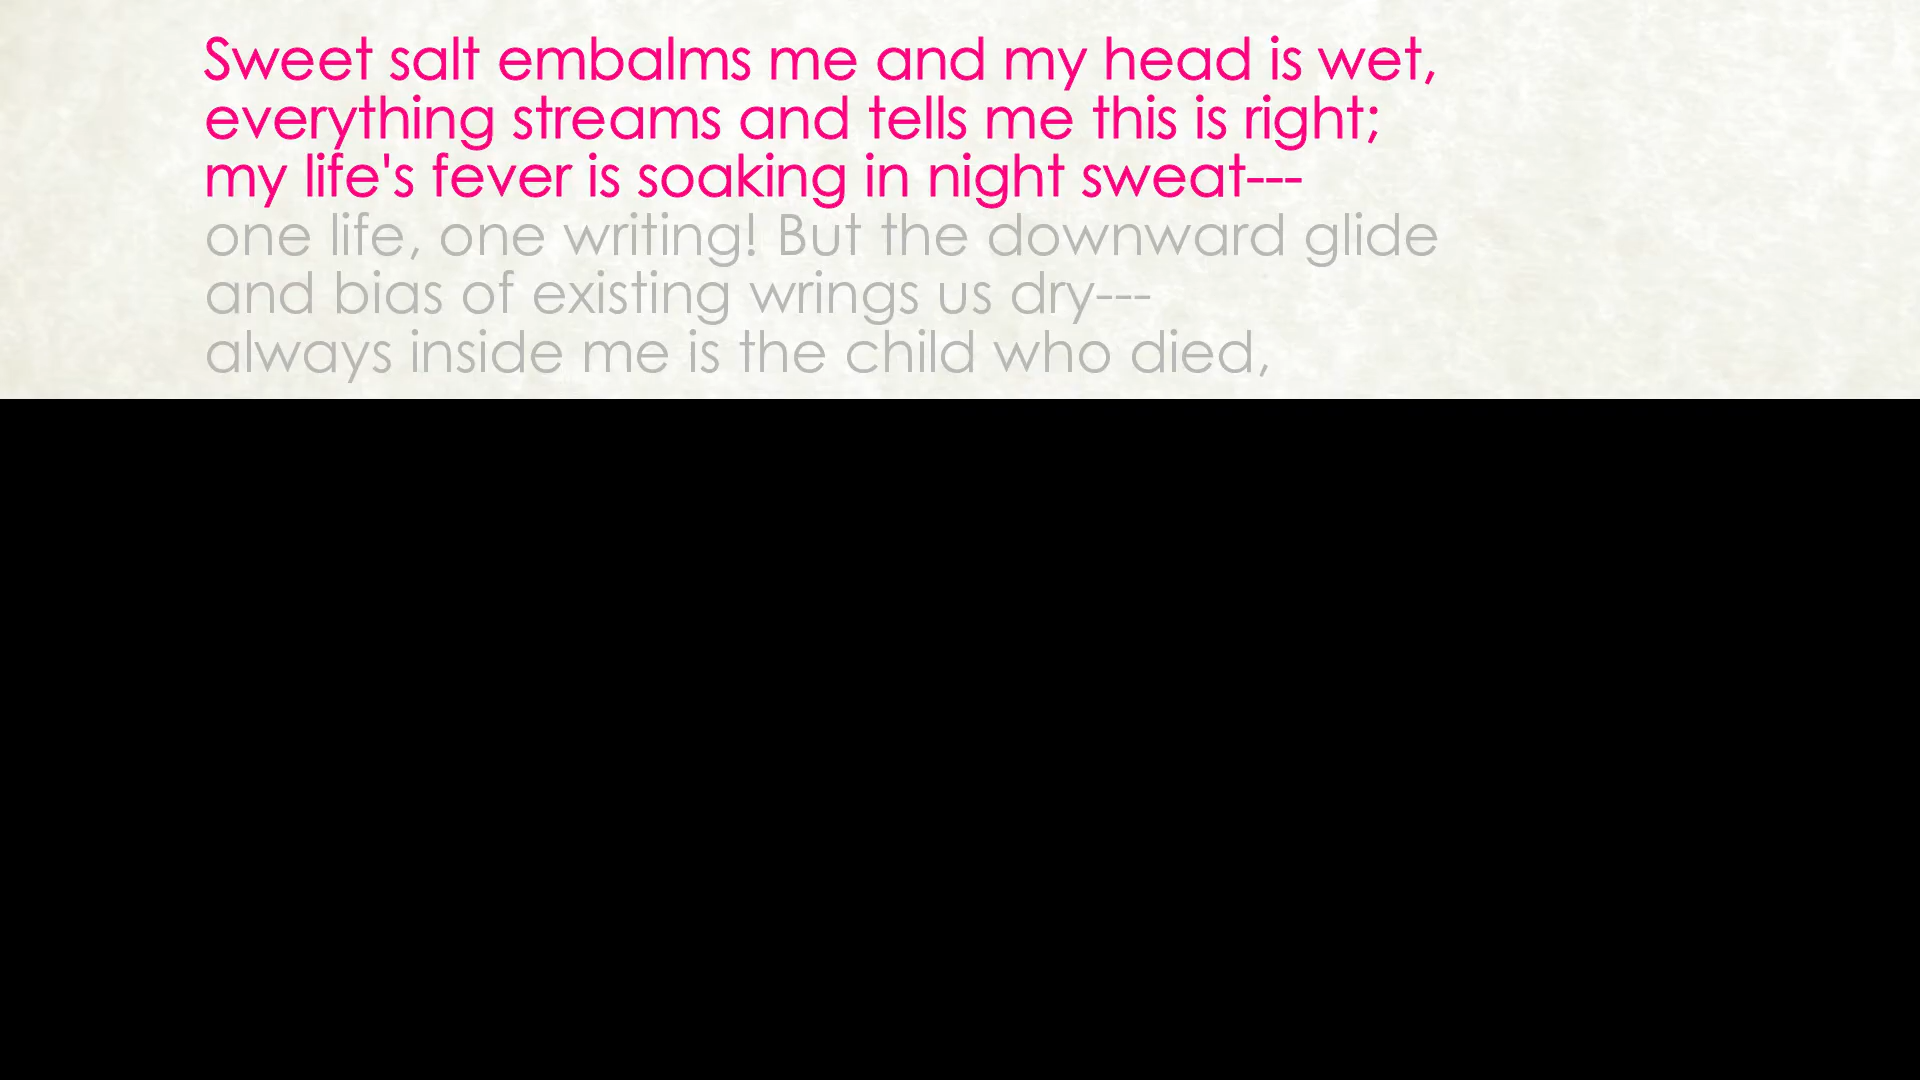 Sweet salt embalms me and my head is wet,
everything streams and tells me this is right;
my life's fever is soaking in night sweat---
one life, one writing! But the downward glide
and bias of existing wrings us dry---
always inside me is the child who died,